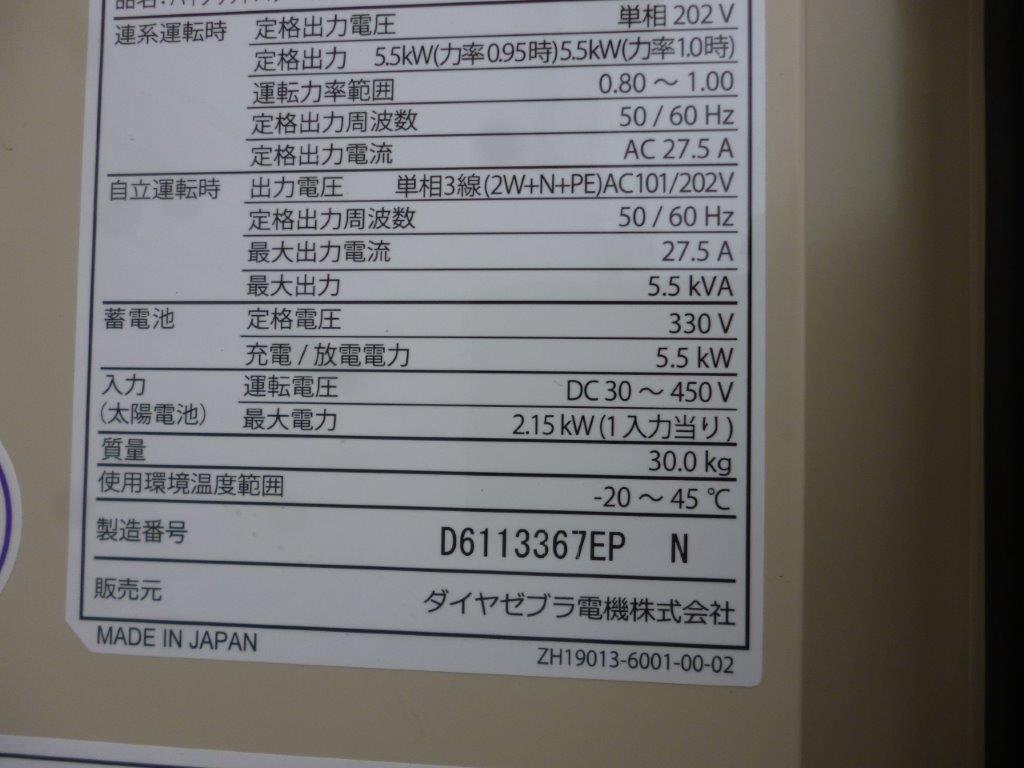 連系運転時 定格出力電圧 単相 202 V
定格出力 5.5kW(力率0.95時)5.5kW(力率1.0時)
運転力率範囲 0.80 ～ 1.00
定格出力周波数 50 / 60 Hz
定格出力電流 AC 27.5 A
自立運転時 出力電圧 単相3線(2W+N+PE)AC101/202V
定格出力周波数 50 / 60 Hz
最大出力電流 27.5 A
最大出力 5.5 kVA
蓄電池 定格電圧 330 V
充電 / 放電電力 5.5 kW
入力 運転電圧 DC 30 ～ 450 V
(太陽電池) 最大電力 2.15 kW (1 入力当り)
質量 30.0 kg
使用環境温度範囲 -20 ～ 45 ℃
製造番号 D6113367EP N
販売元 ダイヤゼブラ電機株式会社
MADE IN JAPAN ZH19013-6001-00-02